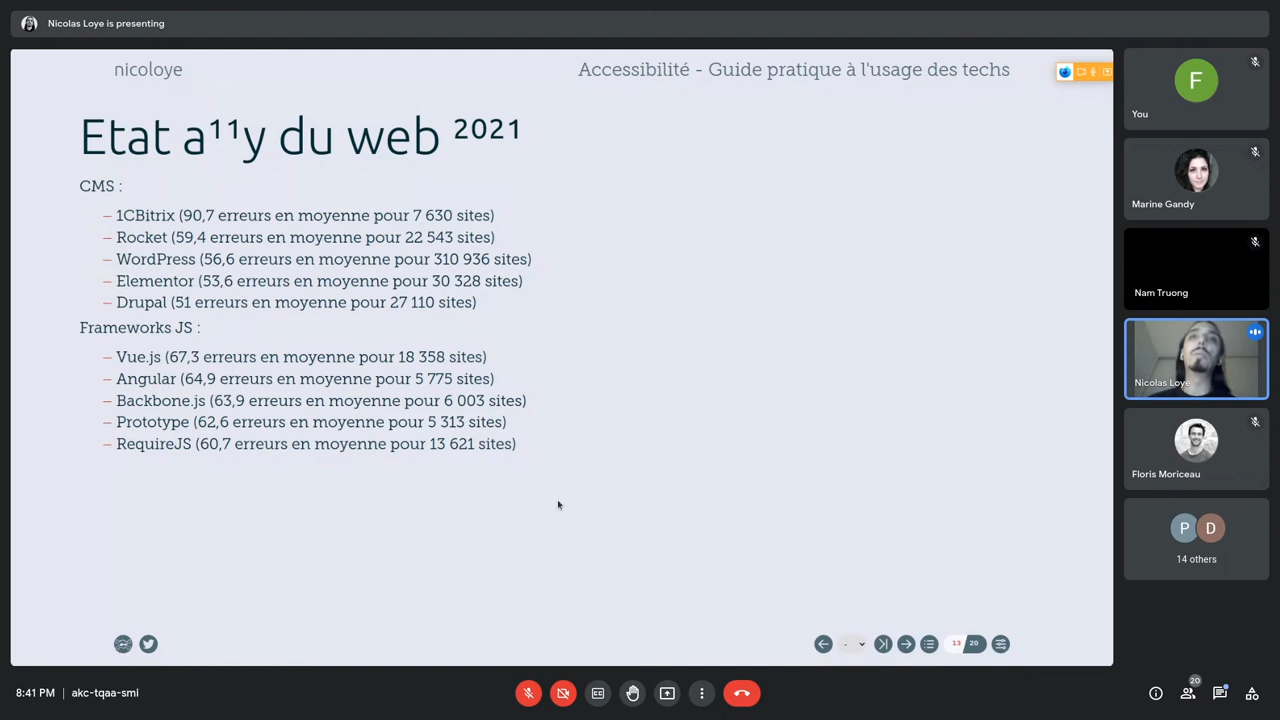 Nicolas Loye is presenting
nicoloye
Accessibilité - Guide pratique à l'usage des techs
Etat a¹¹y du web ²⁰²¹
CMS :
– 1CBitrix (90,7 erreurs en moyenne pour 7 630 sites)
– Rocket (59,4 erreurs en moyenne pour 22 543 sites)
– WordPress (56,6 erreurs en moyenne pour 310 936 sites)
– Elementor (53,6 erreurs en moyenne pour 30 328 sites)
– Drupal (51 erreurs en moyenne pour 27 110 sites)
Frameworks JS :
– Vue.js (67,3 erreurs en moyenne pour 18 358 sites)
– Angular (64,9 erreurs en moyenne pour 5 775 sites)
– Backbone.js (63,9 erreurs en moyenne pour 6 003 sites)
– Prototype (62,6 erreurs en moyenne pour 5 313 sites)
– RequireJS (60,7 erreurs en moyenne pour 13 621 sites)
-
13 20
F
You
Marine Gandy
Nam Truong
Nicolas Loye
Floris Moriceau
P D
14 others
8:41 PM | akc-tqaa-smi
CC
20